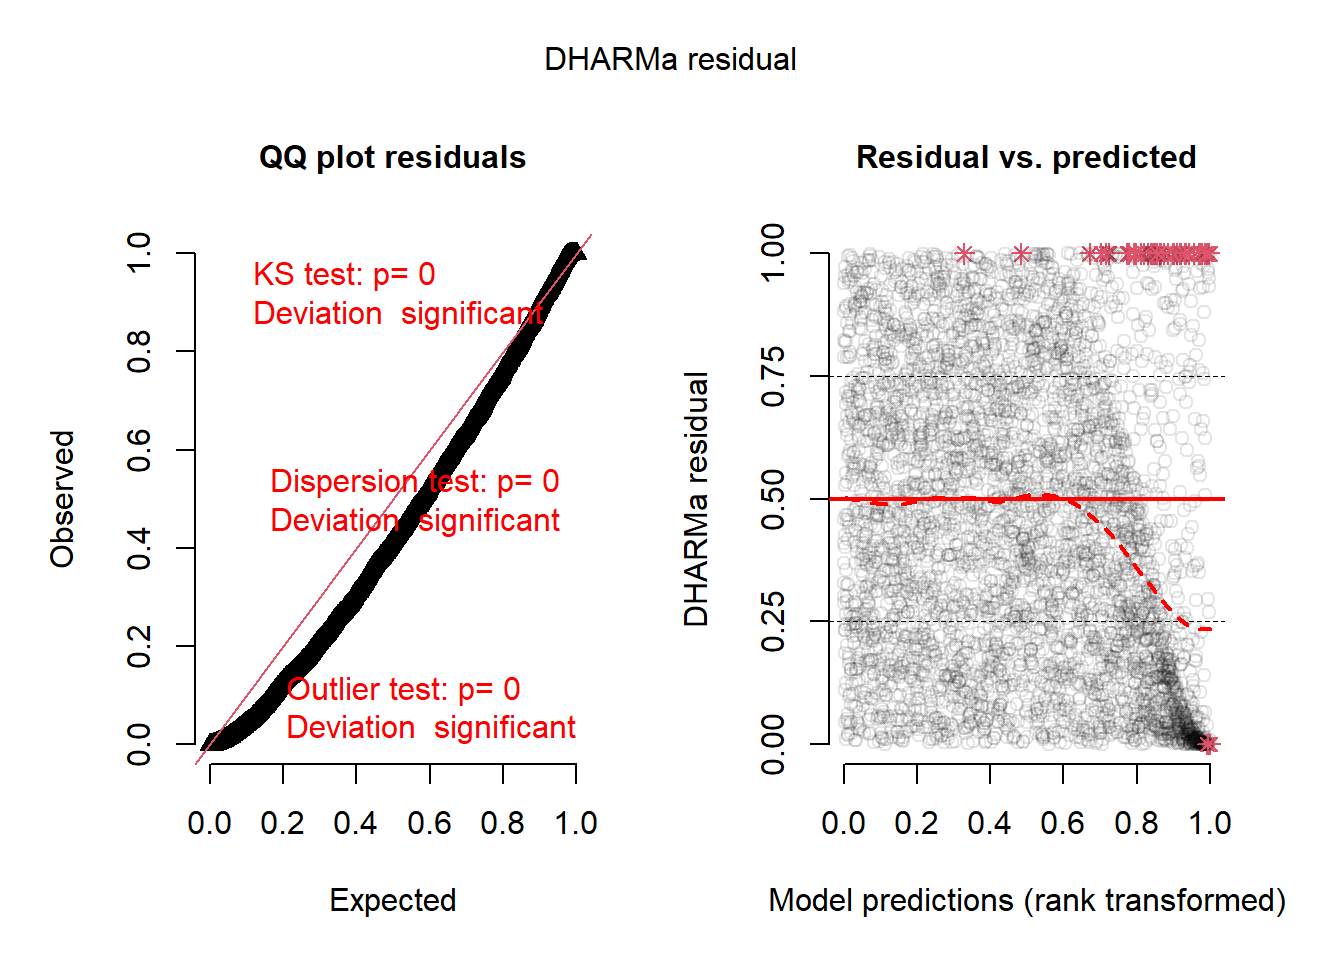 DHARMa residual
QQ plot residuals
KS test: p= 0
Deviation  significant
Dispersion test: p= 0
Deviation  significant
Outlier test: p= 0
Deviation  significant
Observed
0.0 0.2 0.4 0.6 0.8 1.0
0.0 0.2 0.4 0.6 0.8 1.0
Expected
Residual vs. predicted
DHARMa residual
0.00 0.25 0.50 0.75 1.00
0.0 0.2 0.4 0.6 0.8 1.0
Model predictions (rank transformed)